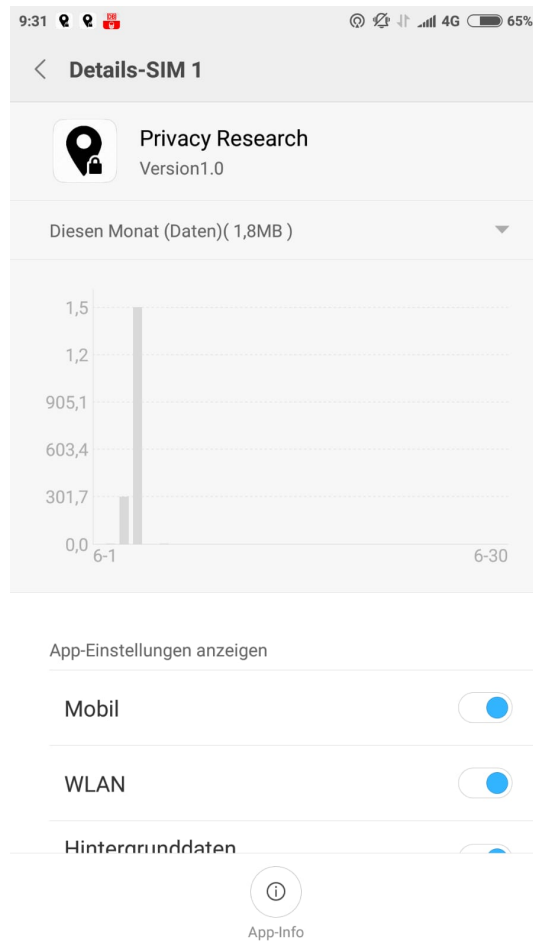 9:31 4G 65%
Details-SIM 1
Privacy Research
Version1.0
Diesen Monat (Daten)( 1,8MB )
1,5
1,2
905,1
603,4
301,7
0,0
6-1 6-30
App-Einstellungen anzeigen
Mobil
WLAN
Hintergrunddaten
App-Info